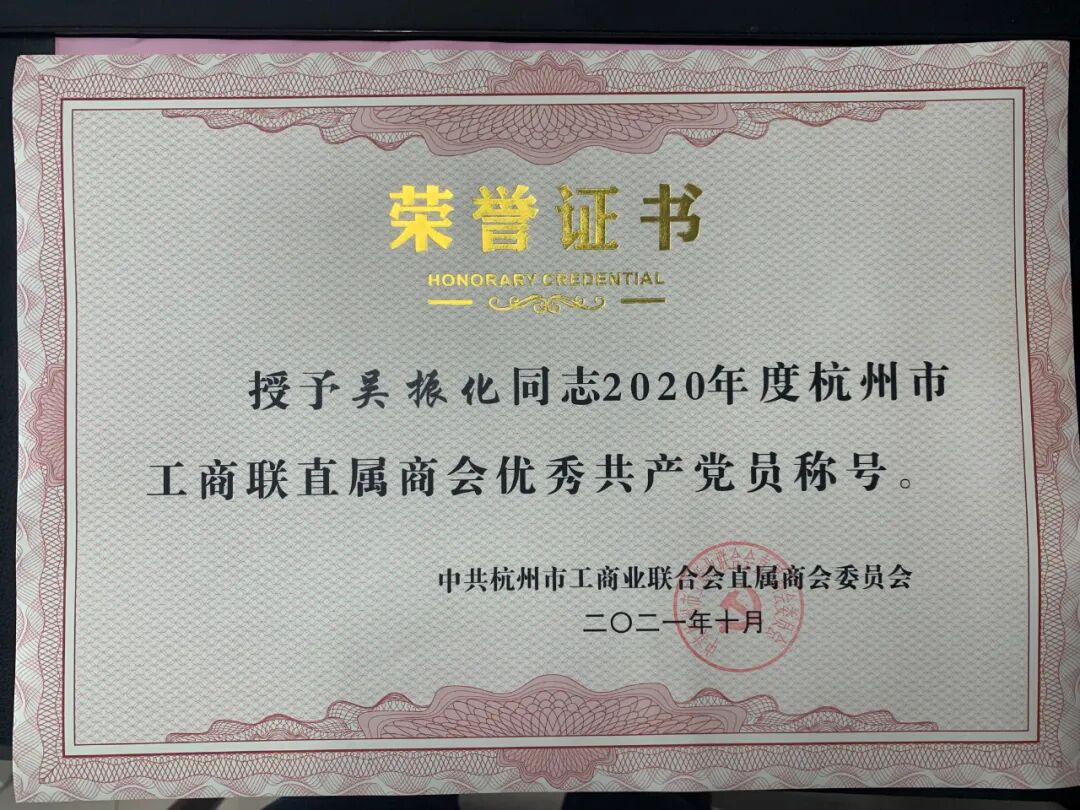 荣誉证书
HONORARY CREDENTIAL
授予吴振化同志2020年度杭州市
工商联直属商会优秀共产党员称号。
中共杭州市工商业联合会直属商会委员会
二〇二一年十月